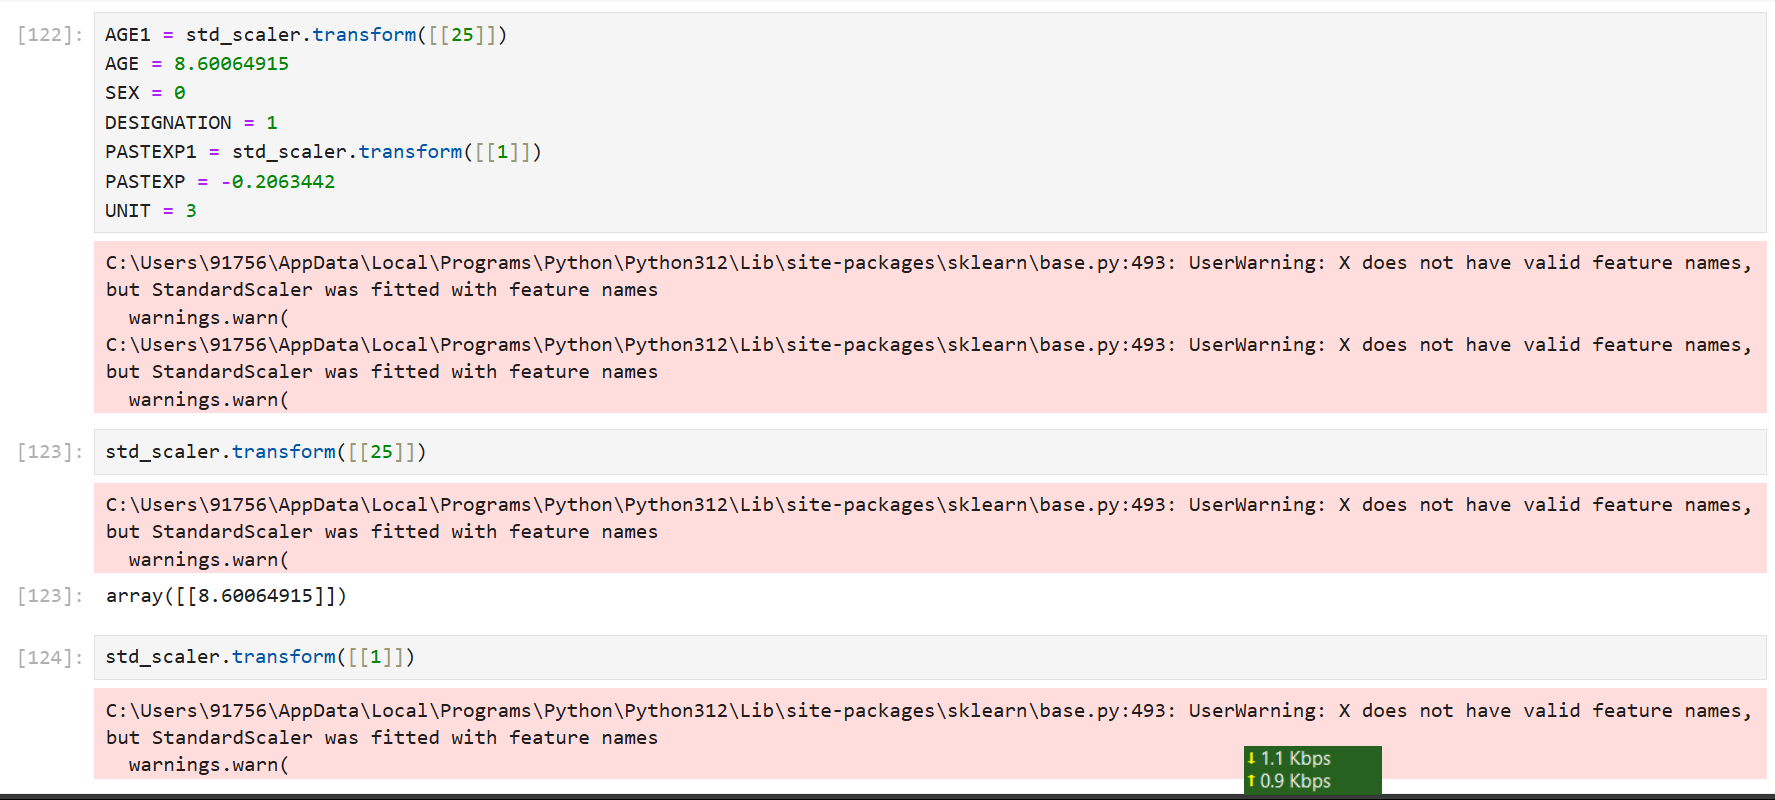 [122]: AGE1 = std_scaler.transform([[25]])
AGE = 8.60064915
SEX = 0
DESIGNATION = 1
PASTEXP1 = std_scaler.transform([[1]])
PASTEXP = -0.2063442
UNIT = 3
C:\Users\91756\AppData\Local\Programs\Python\Python312\Lib\site-packages\sklearn\base.py:493: UserWarning: X does not have valid feature names,
but StandardScaler was fitted with feature names
warnings.warn(
C:\Users\91756\AppData\Local\Programs\Python\Python312\Lib\site-packages\sklearn\base.py:493: UserWarning: X does not have valid feature names,
but StandardScaler was fitted with feature names
warnings.warn(
[123]: std_scaler.transform([[25]])
C:\Users\91756\AppData\Local\Programs\Python\Python312\Lib\site-packages\sklearn\base.py:493: UserWarning: X does not have valid feature names,
but StandardScaler was fitted with feature names
warnings.warn(
[123]: array([[8.60064915]])
[124]: std_scaler.transform([[1]])
C:\Users\91756\AppData\Local\Programs\Python\Python312\Lib\site-packages\sklearn\base.py:493: UserWarning: X does not have valid feature names,
but StandardScaler was fitted with feature names
warnings.warn(
↓ 1.1 Kbps
↑ 0.9 Kbps